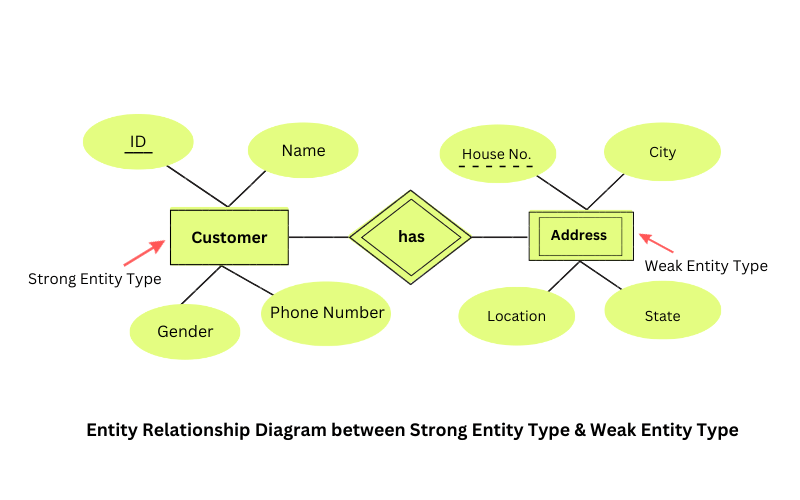 ID
Name
House No.
City
Customer
has
Address
Strong Entity Type
Weak Entity Type
Gender
Phone Number
Location
State
Entity Relationship Diagram between Strong Entity Type & Weak Entity Type